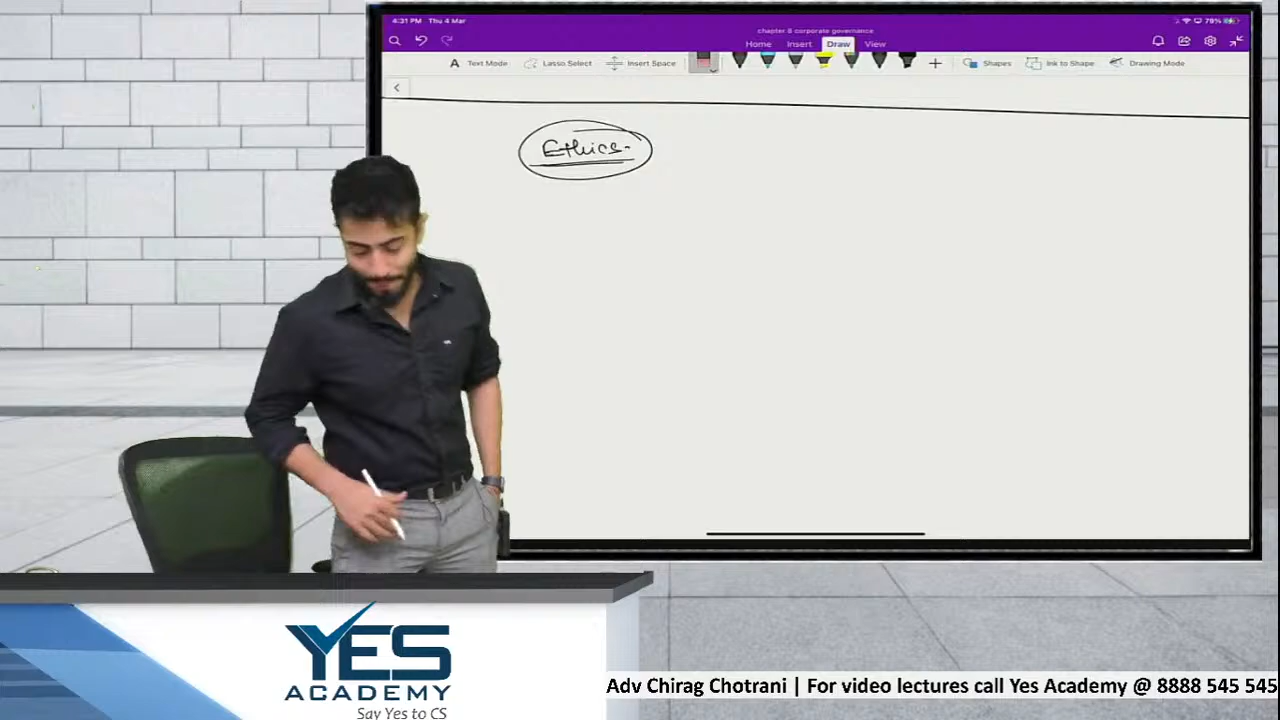 4:31 PM Thu 4 Mar
79%
chapter 8 corporate governance
Home Insert Draw View
Text Mode Lasso Select Insert Space Shapes Ink to Shape Drawing Mode
Ethics.
YES
ACADEMY
Say Yes to CS
Adv Chirag Chotrani | For video lectures call Yes Academy @ 8888 545 545